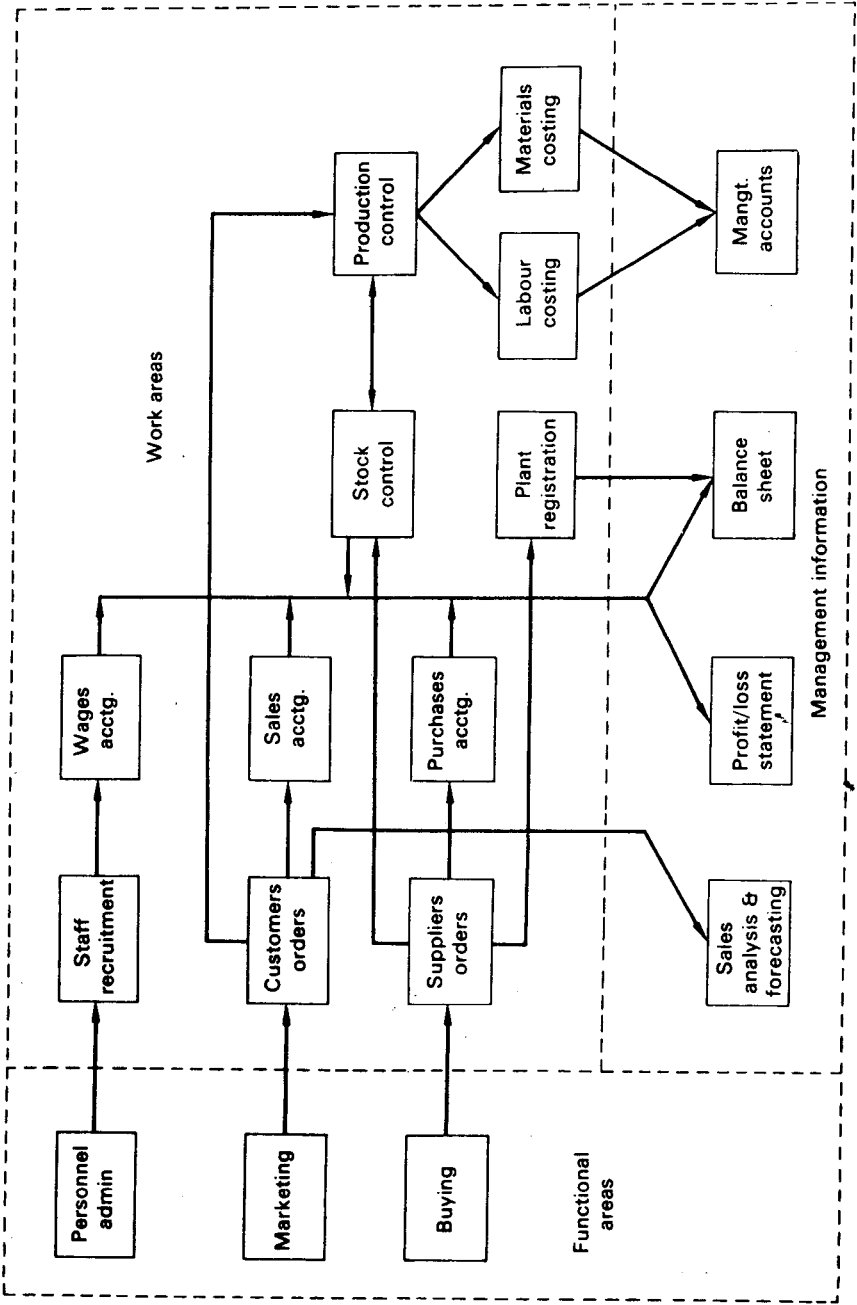 Personnel
admin
Staff
recruitment
Wages
acctg.
Work areas
Marketing
Customers
orders
Sales
acctg.
Stock
control
Production
control
Buying
Suppliers
orders
Purchases
acctg.
Plant
registration
Labour
costing
Materials
costing
Functional
areas
Sales
analysis &
forecasting
Profit/loss
statement
Balance
sheet
Mangt.
accounts
Management information